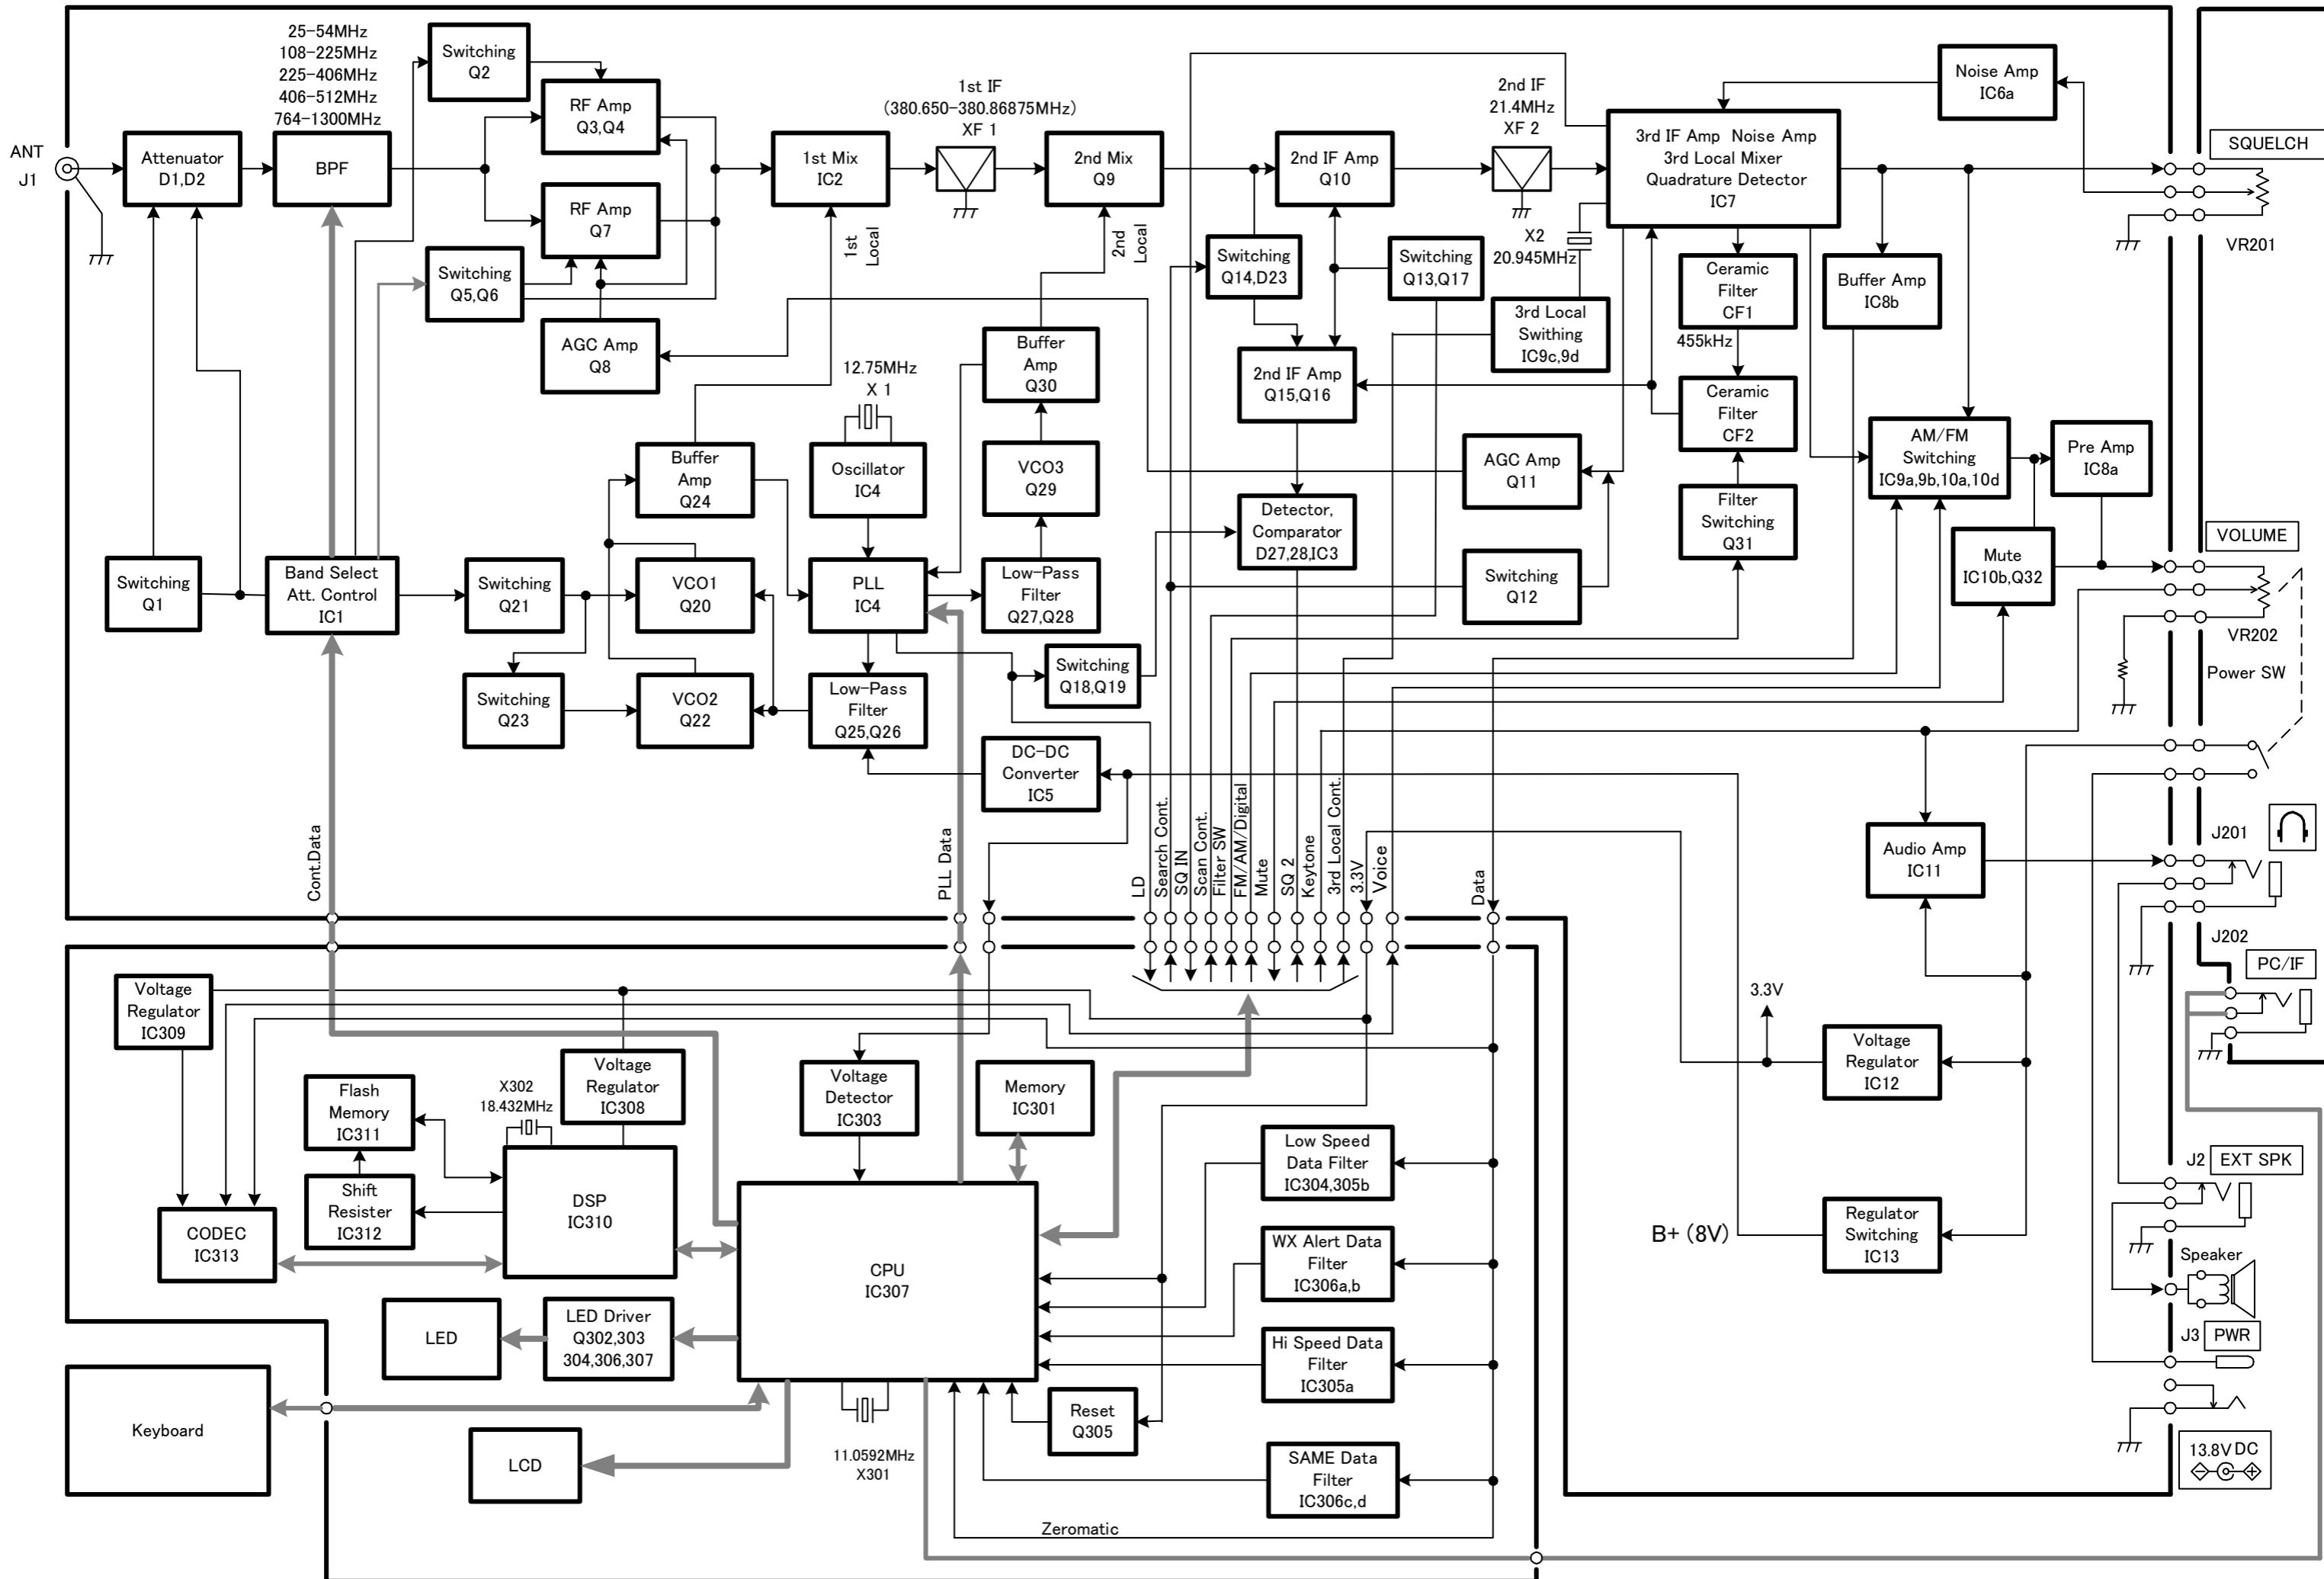 25-54MHz
108-225MHz
225-406MHz
406-512MHz
764-1300MHz
ANT
J1
Attenuator
D1,D2
BPF
Switching
Q2
RF Amp
Q3,Q4
RF Amp
Q7
Switching
Q5,Q6
AGC Amp
Q8
1st Mix
IC2
1st
Local
1st IF
(380.650-380.86875MHz)
XF 1
2nd Mix
Q9
2nd
Local
2nd IF Amp
Q10
2nd IF
21.4MHz
XF 2
3rd IF Amp Noise Amp
3rd Local Mixer
Quadrature Detector
IC7
Noise Amp
IC6a
SQUELCH
VR201
Switching
Q14,D23
Switching
Q13,Q17
X2
20.945MHz
3rd Local
Swithing
IC9c,9d
Ceramic
Filter
CF1
455kHz
Ceramic
Filter
CF2
Buffer Amp
IC8b
2nd IF Amp
Q15,Q16
Buffer
Amp
Q30
12.75MHz
X 1
Buffer
Amp
Q24
Oscillator
IC4
VCO3
Q29
AGC Amp
Q11
Detector,
Comparator
D27,28,IC3
Filter
Switching
Q31
AM/FM
Switching
IC9a,9b,10a,10d
Pre Amp
IC8a
VOLUME
Mute
IC10b,Q32
VR202
Power SW
Switching
Q1
Band Select
Att. Control
IC1
Switching
Q21
VCO1
Q20
PLL
IC4
Low-Pass
Filter
Q27,Q28
Switching
Q12
Switching
Q23
VCO2
Q22
Low-Pass
Filter
Q25,Q26
Switching
Q18,Q19
DC-DC
Converter
IC5
Cont.Data
PLL Data
LD
Search Cont.
SQ IN
Scan Cont.
Filter SW
FM/AM/Digital
Mute
SQ 2
Keytone
3rd Local Cont.
3.3V
Voice
Data
Audio Amp
IC11
J201
J202
PC/IF
Voltage
Regulator
IC309
3.3V
Voltage
Regulator
IC12
Flash
Memory
IC311
X302
18.432MHz
Voltage
Regulator
IC308
Voltage
Detector
IC303
Memory
IC301
Low Speed
Data Filter
IC304,305b
J2
EXT SPK
CODEC
IC313
Shift
Resister
IC312
DSP
IC310
CPU
IC307
WX Alert Data
Filter
IC306a,b
B+ (8V)
Regulator
Switching
IC13
Speaker
LED
LED Driver
Q302,303
304,306,307
Hi Speed Data
Filter
IC305a
J3
PWR
Keyboard
LCD
11.0592MHz
X301
Reset
Q305
SAME Data
Filter
IC306c,d
13.8V DC
Zeromatic